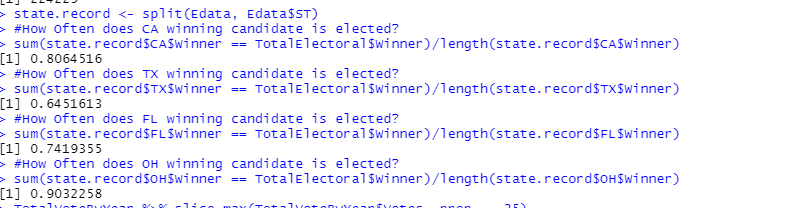 > state.record <- split(Edata, Edata$ST)
> #How Often does CA winning candidate is elected?
> sum(state.record$CA$Winner == TotalElectoral$Winner)/length(state.record$CA$Winner)
[1] 0.8064516
> #How Often does TX winning candidate is elected?
> sum(state.record$TX$Winner == TotalElectoral$Winner)/length(state.record$TX$Winner)
[1] 0.6451613
> #How Often does FL winning candidate is elected?
> sum(state.record$FL$Winner == TotalElectoral$Winner)/length(state.record$FL$Winner)
[1] 0.7419355
> #How Often does OH winning candidate is elected?
> sum(state.record$OH$Winner == TotalElectoral$Winner)/length(state.record$OH$Winner)
[1] 0.9032258